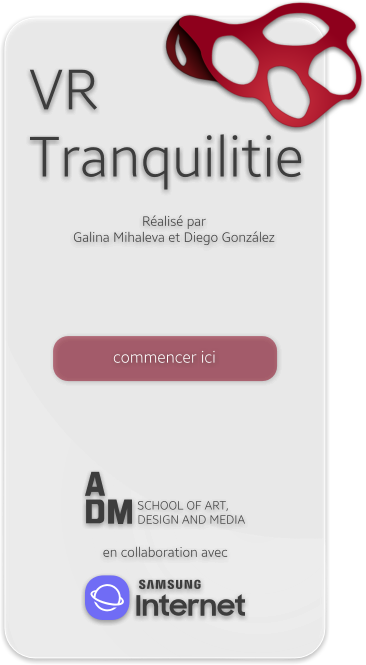 VR
Tranquilitie
Réalisé par
Galina Mihaleva et Diego González
commencer ici
A
DM SCHOOL OF ART,
DESIGN AND MEDIA
en collaboration avec
SAMSUNG
Internet